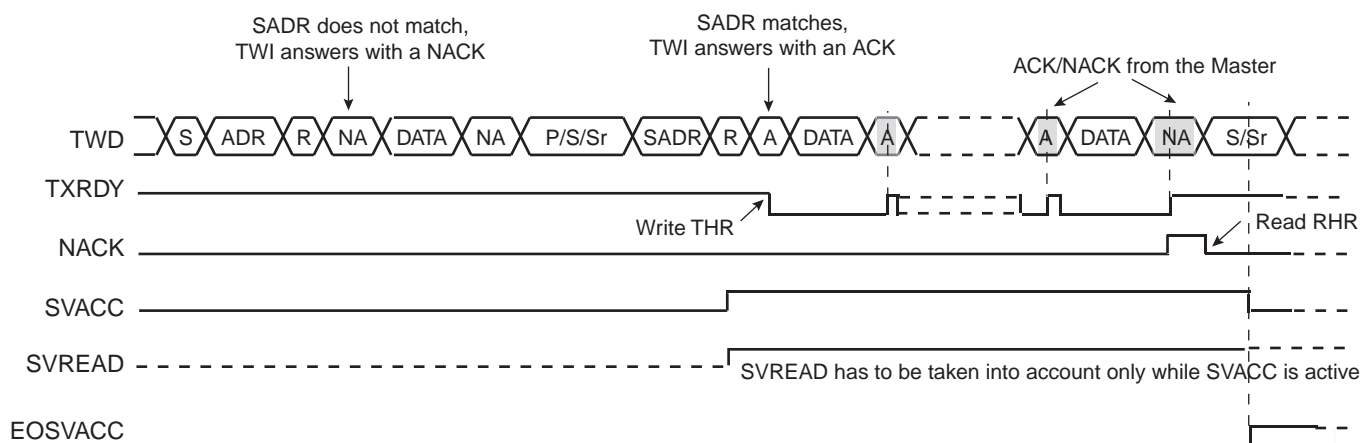 SADR does not match,
TWI answers with a NACK
SADR matches,
TWI answers with an ACK
ACK/NACK from the Master
TWD S ADR R NA DATA NA P/S/Sr SADR R A DATA A A DATA NA S/Sr
TXRDY
Write THR
Read RHR
NACK
SVACC
SVREAD
SVREAD has to be taken into account only while SVACC is active
EOSVACC